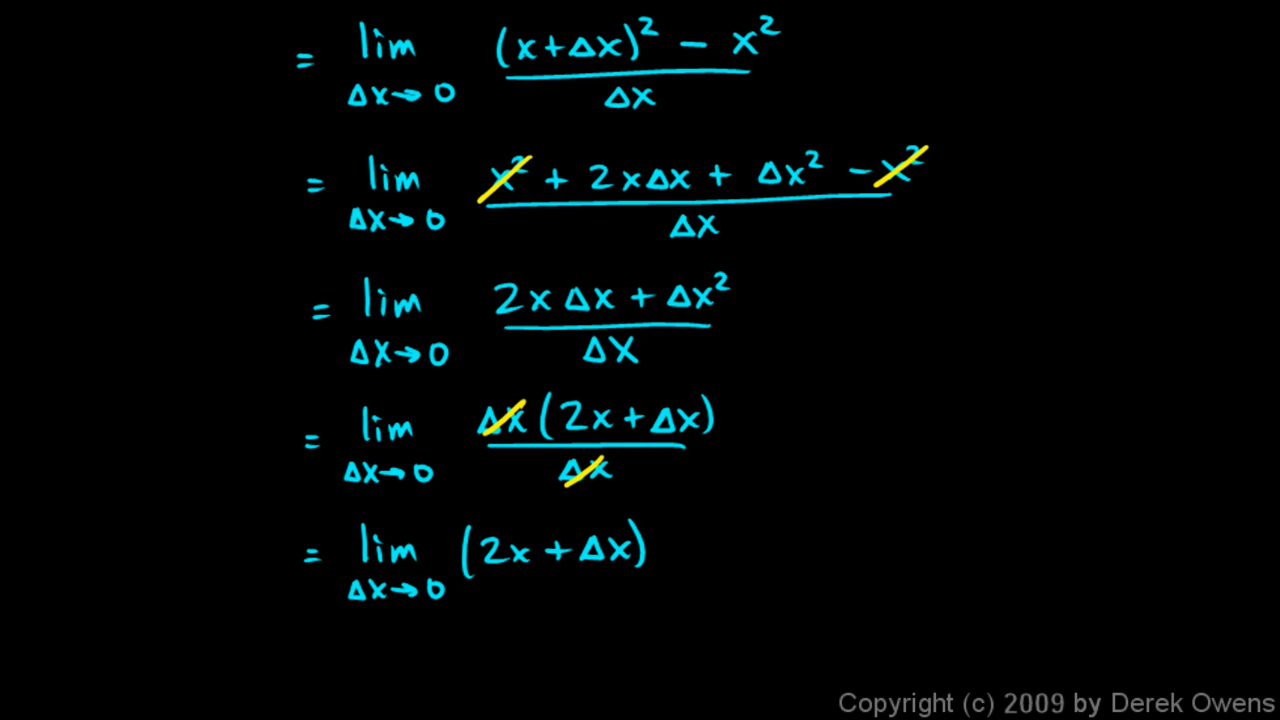 = lim Δx→0 (x+Δx)² − x² / Δx
= lim Δx→0 x² + 2xΔx + Δx² − x² / Δx
= lim Δx→0 2xΔx + Δx² / Δx
= lim Δx→0 Δx(2x+Δx) / Δx
= lim Δx→0 (2x+Δx)
Copyright (c) 2009 by Derek Owens